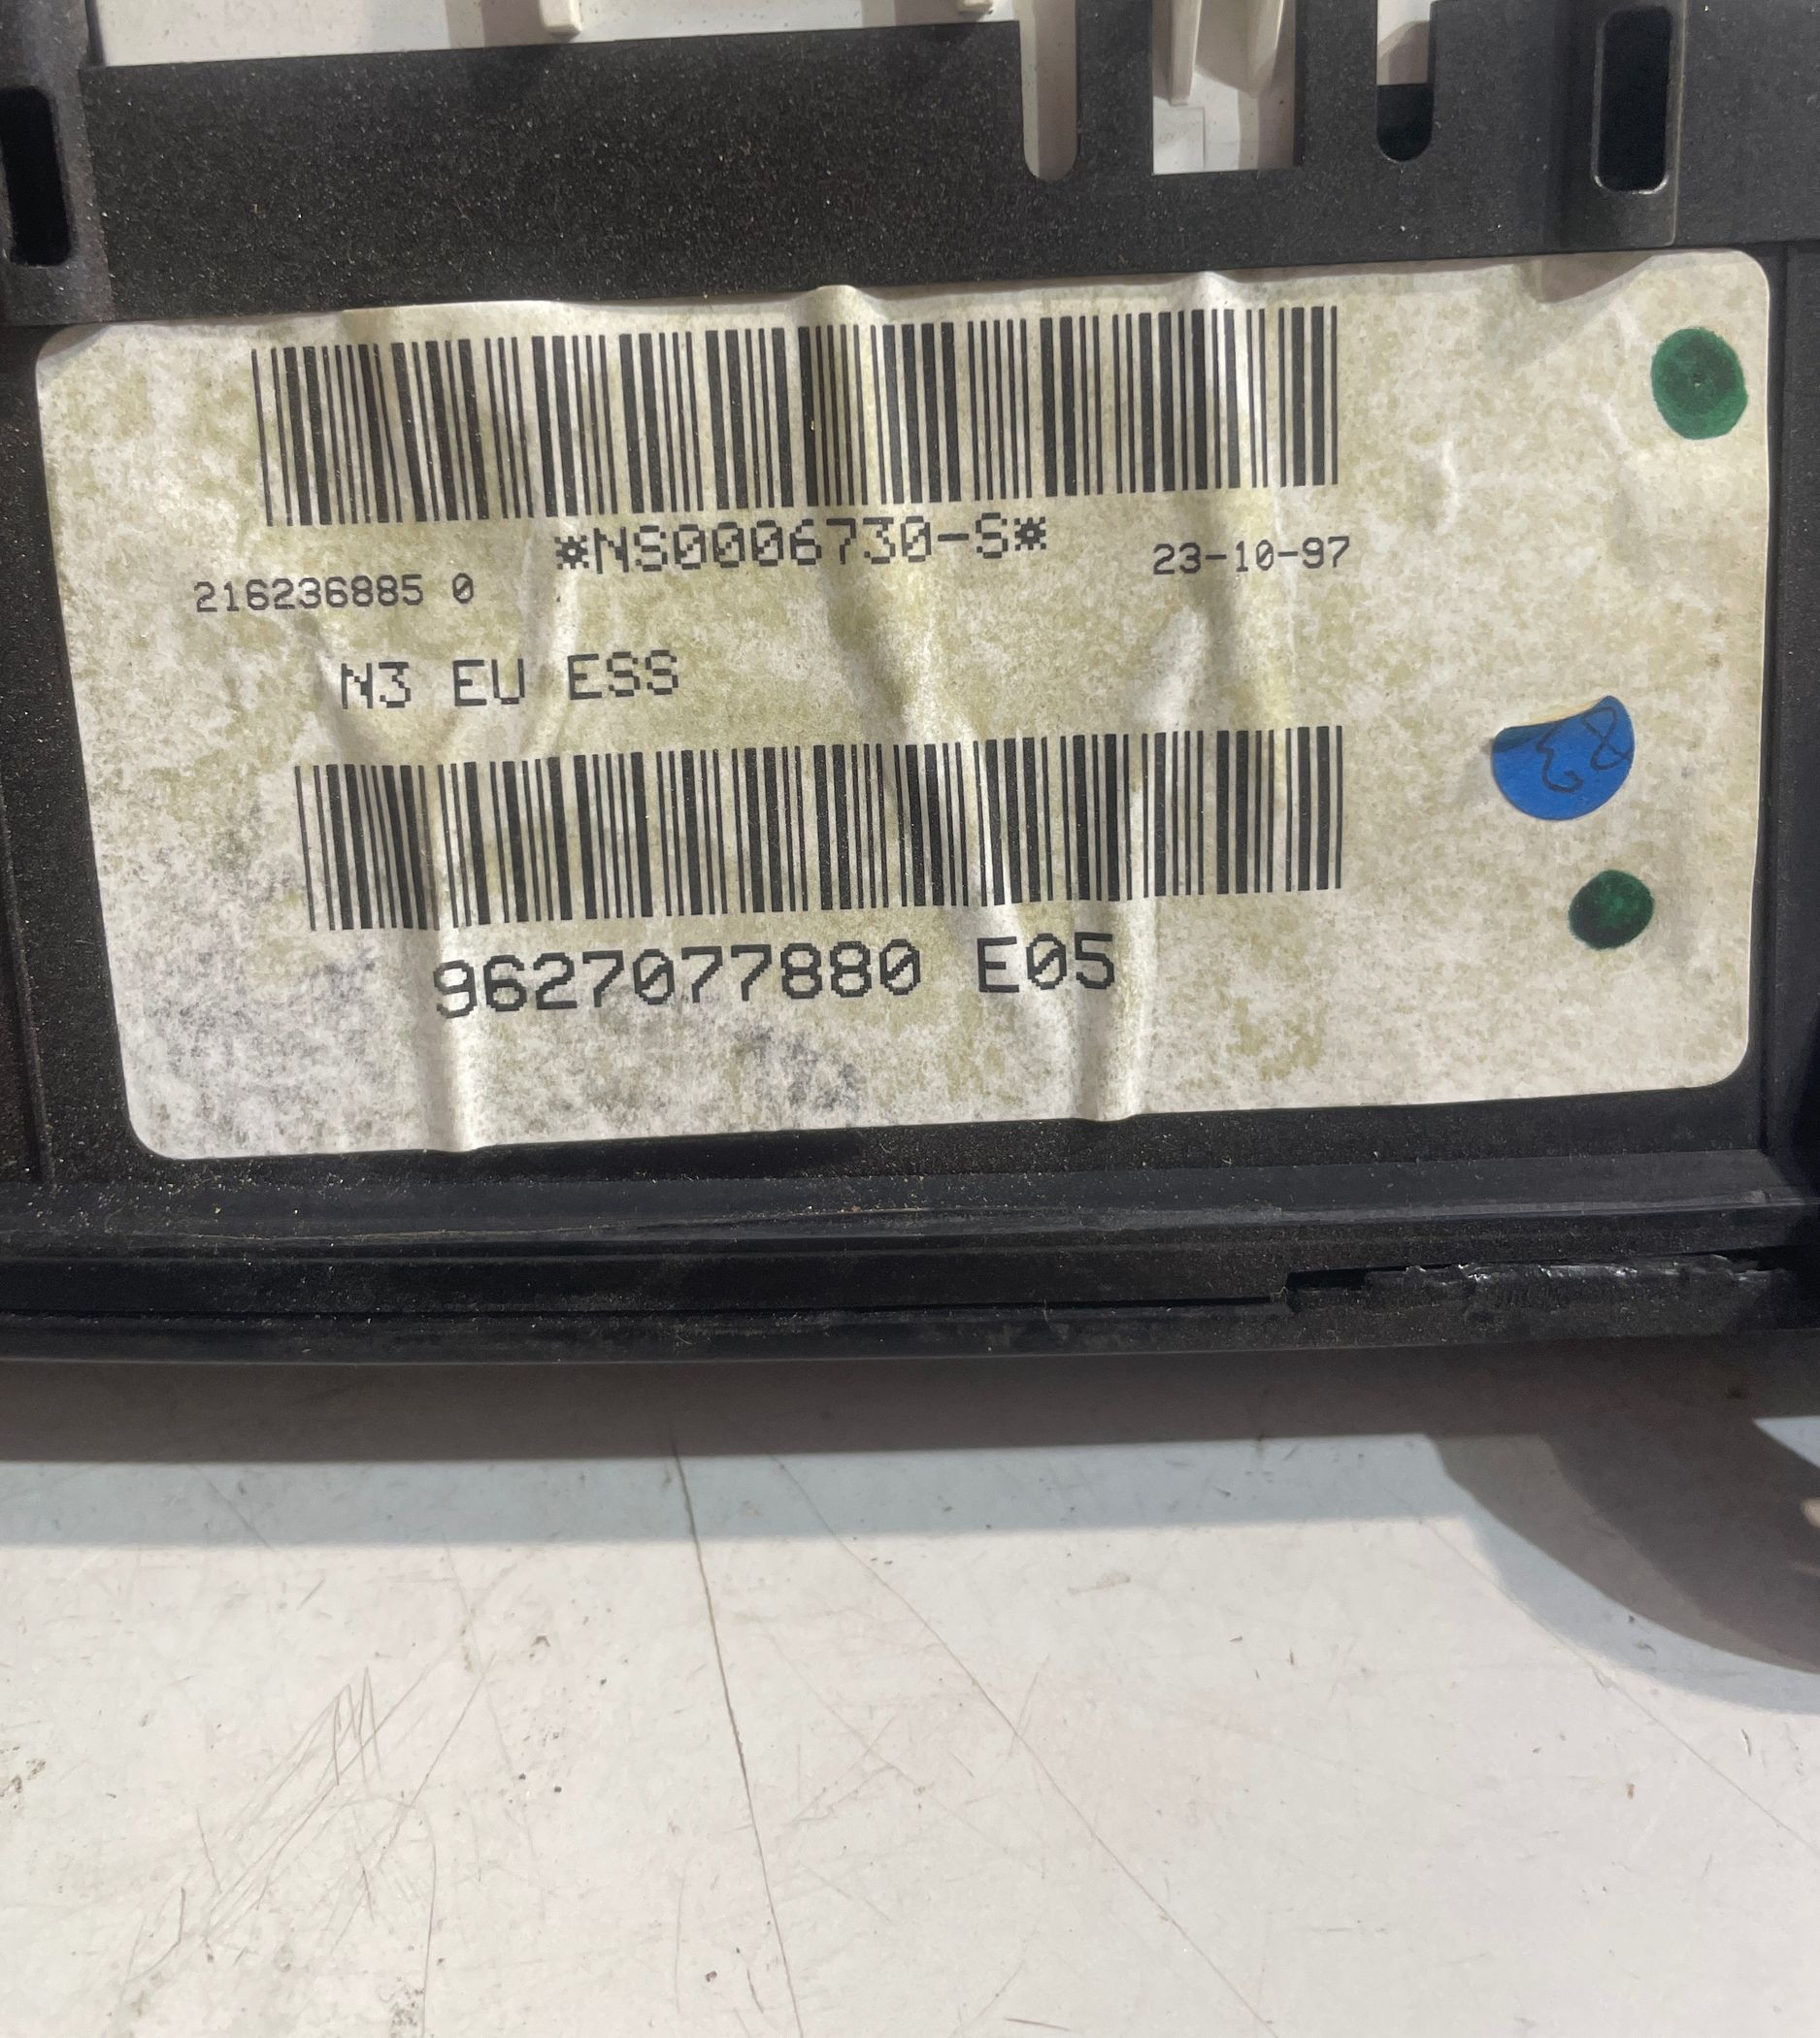 *NS0006730-S*
216236885 0
23-10-97
N3 EU ESS
9627077880 E05